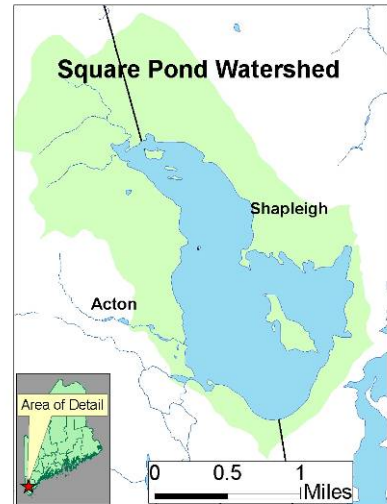 Square Pond Watershed
Shapleigh
Acton
Area of Detail
0 0.5 1
Miles